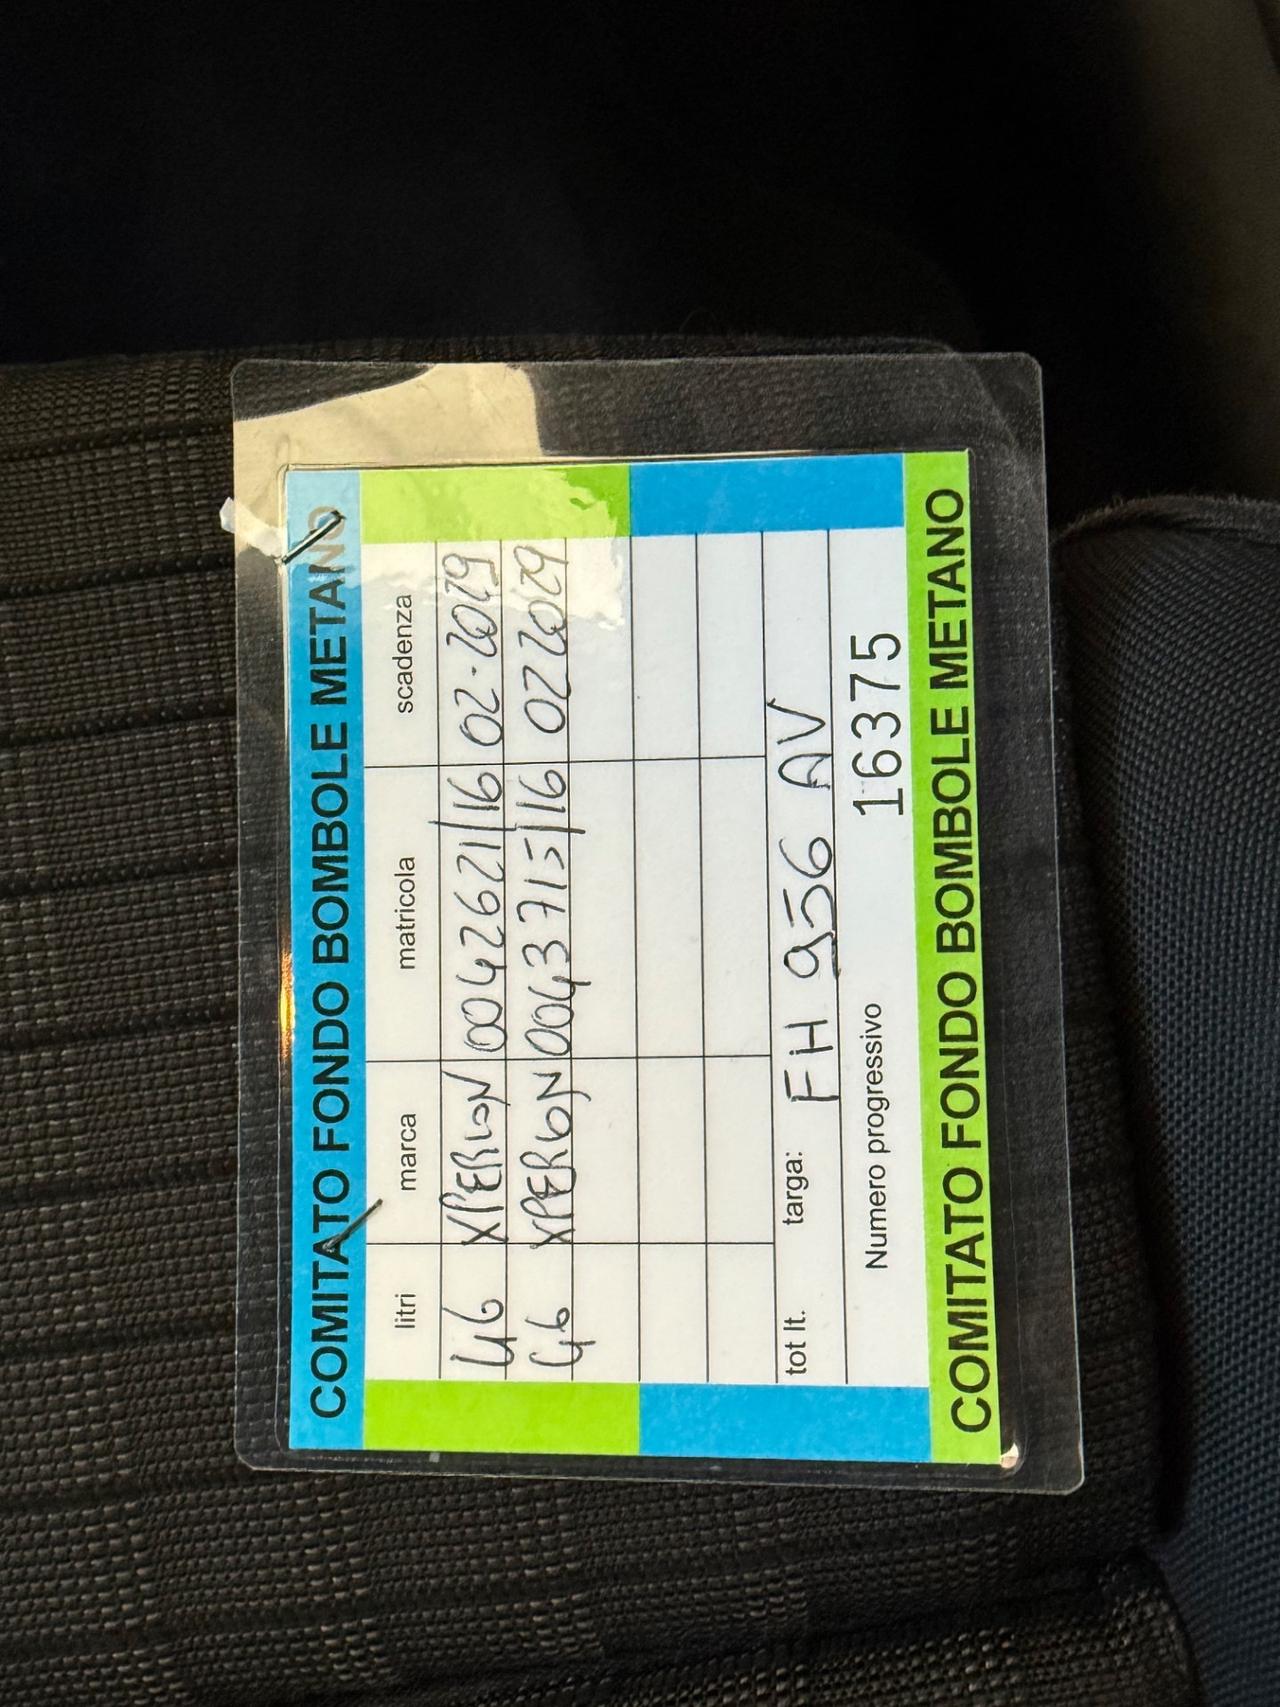 COMITATO FONDO BOMBOLE METANO
litri marca matricola scadenza
46 XPERION 0042621/16 02-2029
46 XPERION 0043715/16 02 2029
tot lt. targa: FH 956 AV
Numero progressivo 16375
COMITATO FONDO BOMBOLE METANO